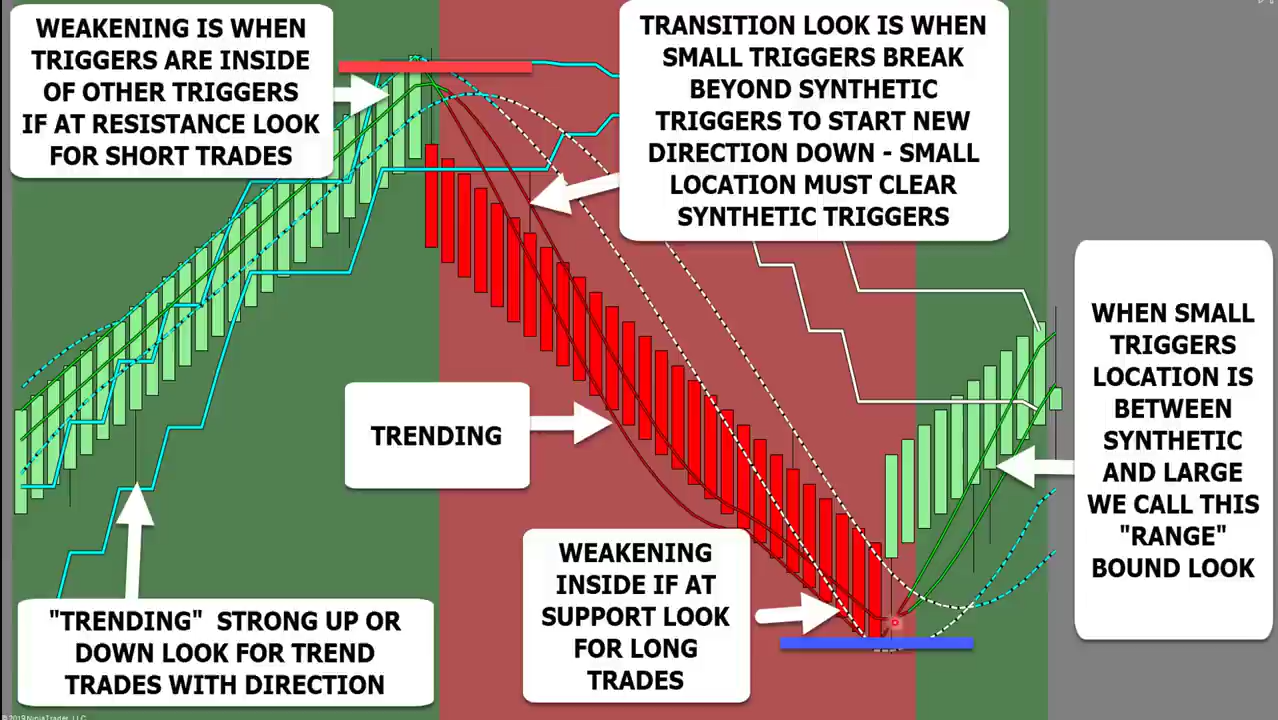 WEAKENING IS WHEN
TRIGGERS ARE INSIDE
OF OTHER TRIGGERS
IF AT RESISTANCE LOOK
FOR SHORT TRADES
TRANSITION LOOK IS WHEN
SMALL TRIGGERS BREAK
BEYOND SYNTHETIC
TRIGGERS TO START NEW
DIRECTION DOWN - SMALL
LOCATION MUST CLEAR
SYNTHETIC TRIGGERS
WHEN SMALL
TRIGGERS
LOCATION IS
BETWEEN
SYNTHETIC
AND LARGE
WE CALL THIS
"RANGE"
BOUND LOOK
TRENDING
WEAKENING
INSIDE IF AT
SUPPORT LOOK
FOR LONG
TRADES
"TRENDING" STRONG UP OR
DOWN LOOK FOR TREND
TRADES WITH DIRECTION
© 2019 NinjaTrader, LLC